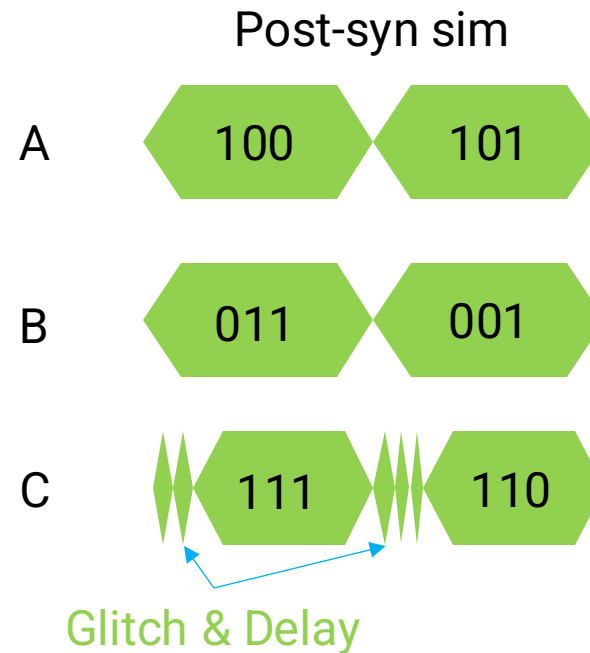 Post-syn sim
A 100 101
B 011 001
C 111 110
Glitch & Delay